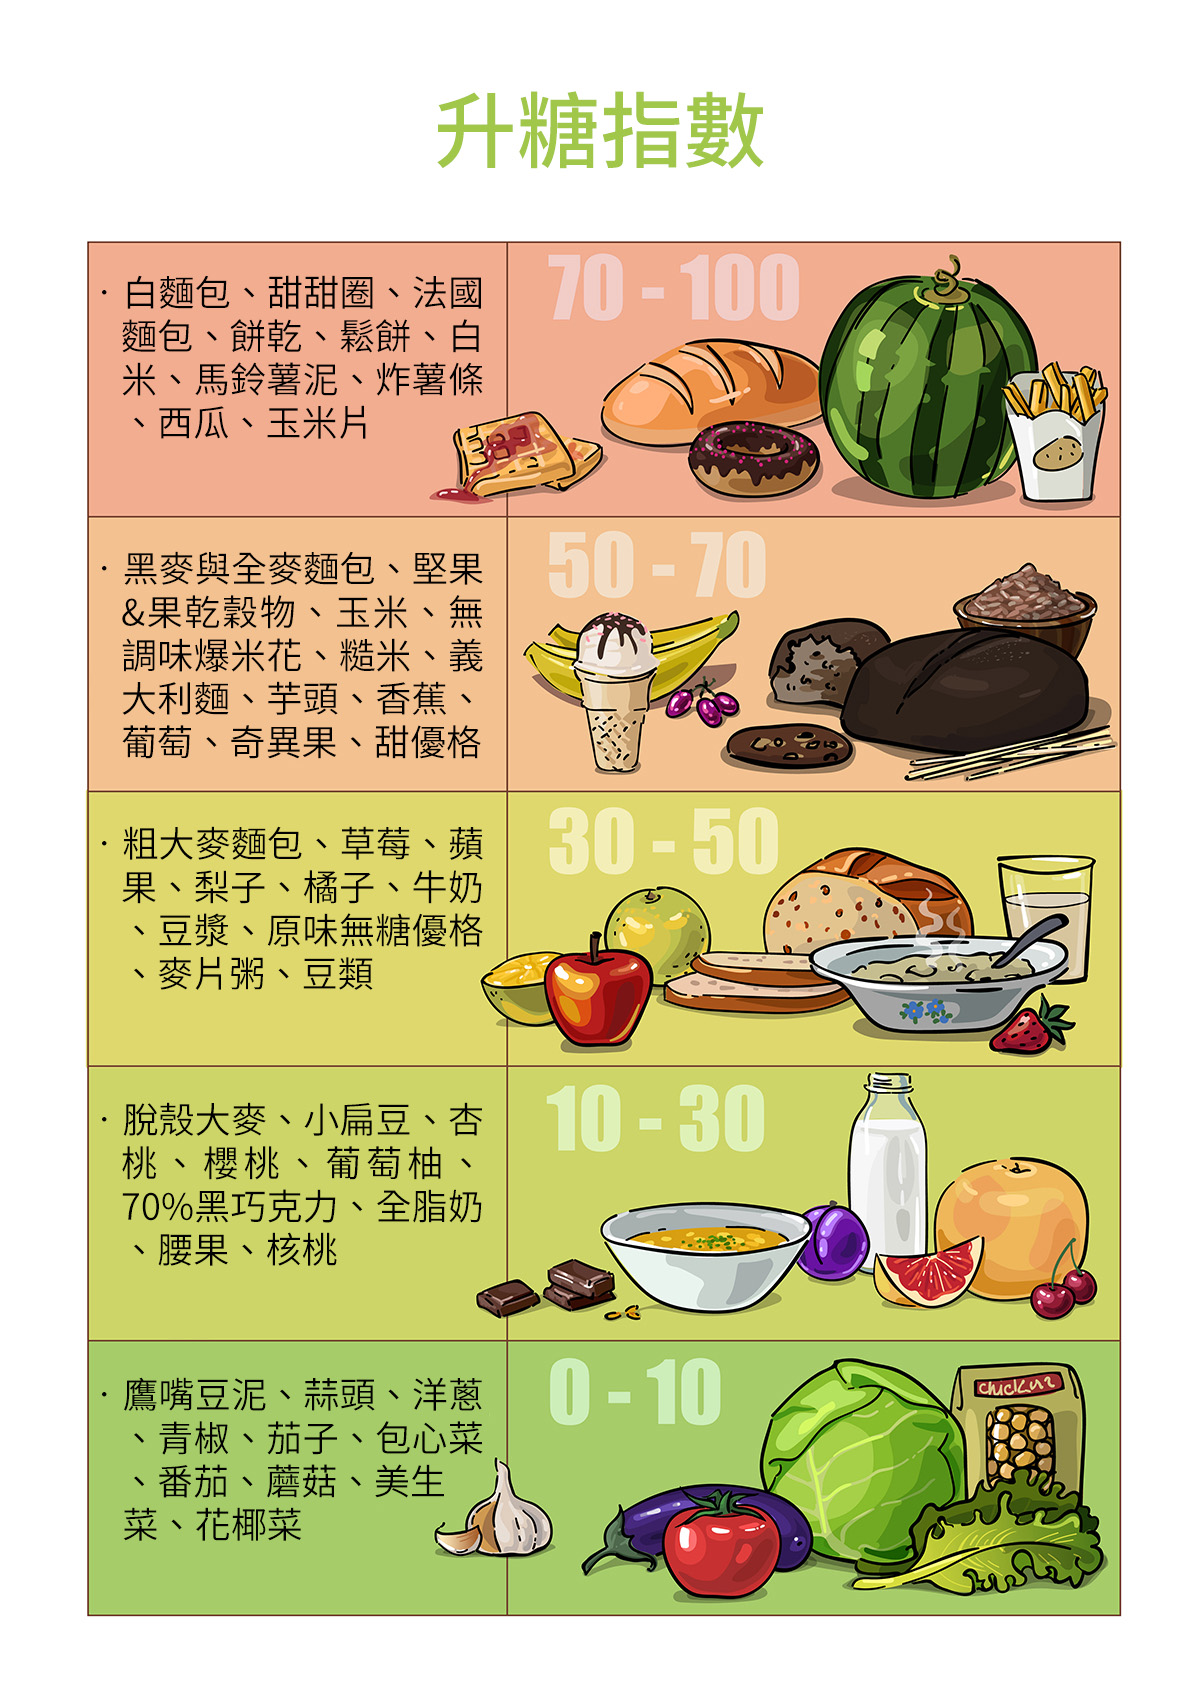 升糖指數
· 白麵包、甜甜圈、法國
麵包、餅乾、鬆餅、白
米、馬鈴薯泥、炸薯條
、西瓜、玉米片
70 - 100
· 黑麥與全麥麵包、堅果
&果乾穀物、玉米、無
調味爆米花、糙米、義
大利麵、芋頭、香蕉、
葡萄、奇異果、甜優格
50 - 70
· 粗大麥麵包、草莓、蘋
果、梨子、橘子、牛奶
、豆漿、原味無糖優格
、麥片粥、豆類
30 - 50
· 脫殼大麥、小扁豆、杏
桃、櫻桃、葡萄柚、
70%黑巧克力、全脂奶
、腰果、核桃
10 - 30
· 鷹嘴豆泥、蒜頭、洋蔥
、青椒、茄子、包心菜
、番茄、蘑菇、美生
菜、花椰菜
0 - 10